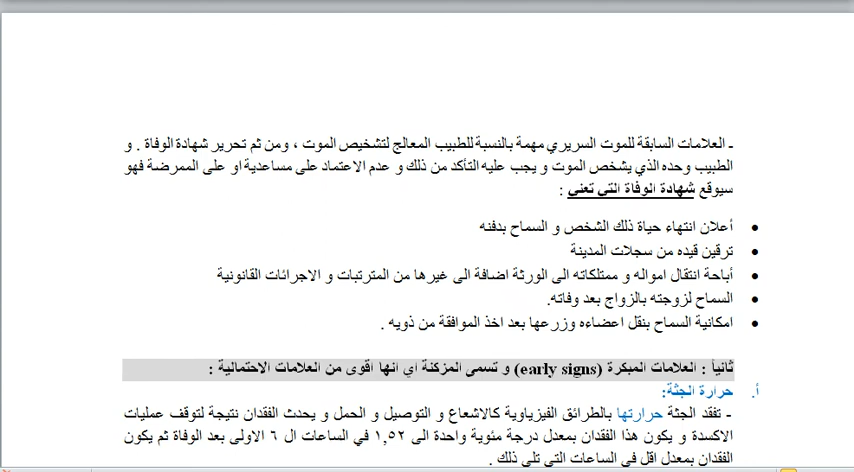 ـ العلامات السابقة للموت السريري مهمة بالنسبة للطبيب المعالج لتشخيص الموت ، ومن ثم تحرير شهادة الوفاة . و
الطبيب وحده الذي يشخص الموت و يجب عليه التأكد من ذلك و عدم الاعتماد على مساعدية او على الممرضة فهو
سيوقع شهادة الوفاة التي تعني :
• أعلان انتهاء حياة ذلك الشخص و السماح بدفنه
• ترقين قيده من سجلات المدينة
• أباحة انتقال امواله و ممتلكاته الى الورثة اضافة الى غيرها من المترتبات و الاجرائات القانونية
• السماح لزوجته بالزواج بعد وفاته.
• امكانية السماح بنقل اعضاءه وزرعها بعد اخذ الموافقة من ذويه .
ثانياً : العلامات المبكرة (early signs) و تسمى المزكنة اي انها اقوى من العلامات الاحتمالية :
أ. حرارة الجثة:
- تفقد الجثة حرارتها بالطرائق الفيزياوية كالاشعاع و التوصيل و الحمل و يحدث الفقدان نتيجة لتوقف عمليات
الاكسدة و يكون هذا الفقدان بمعدل درجة مئوية واحدة الى ١,٥٢ في الساعات ال ٦ الاولى بعد الوفاة ثم يكون
الفقدان بمعدل اقل في الساعات التي تلي ذلك .